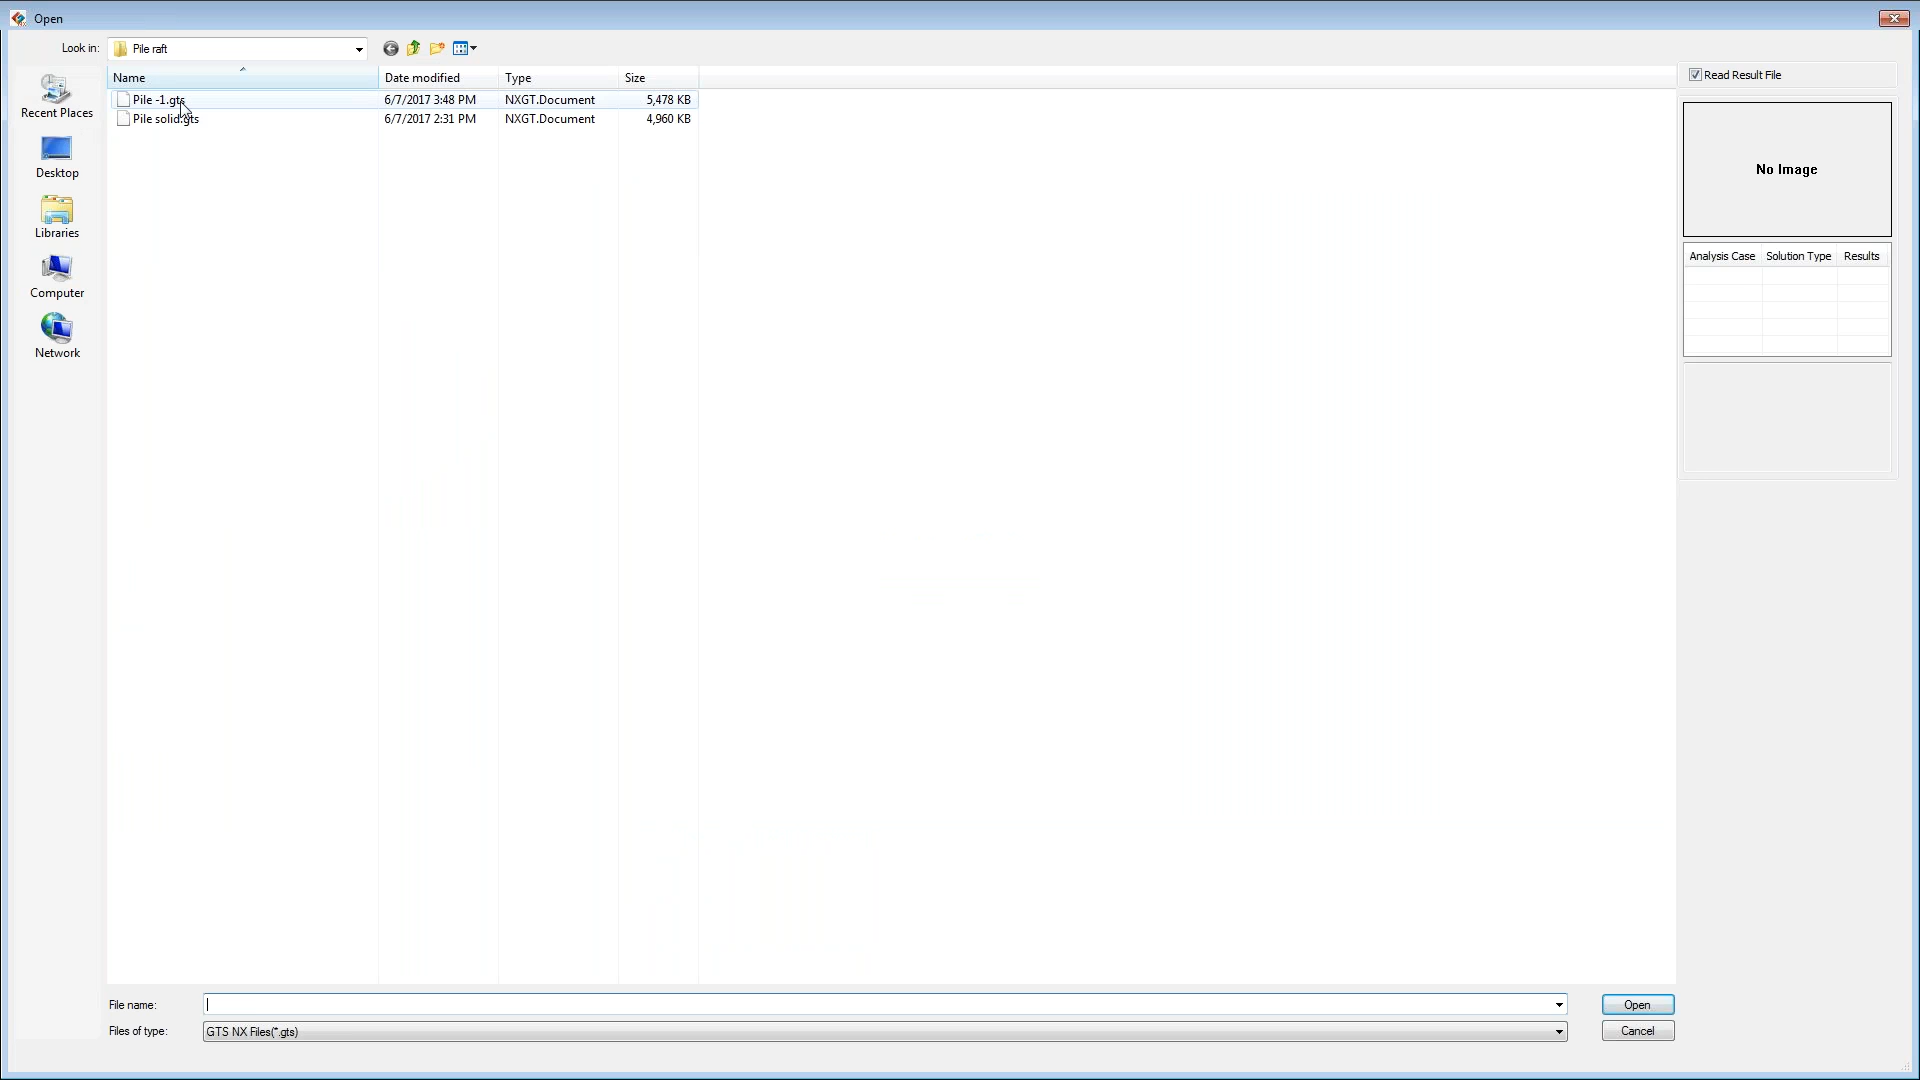 Open
Look in: Pile raft
Name Date modified Type Size
Pile -1.gts 6/7/2017 3:48 PM NXGT.Document 5,478 KB
Pile solid.gts 6/7/2017 2:31 PM NXGT.Document 4,960 KB
Recent Places
Desktop
Libraries
Computer
Network
Read Result File
No Image
Analysis Case Solution Type Results
File name: Open
Files of type: GTS NX Files(*.gts) Cancel